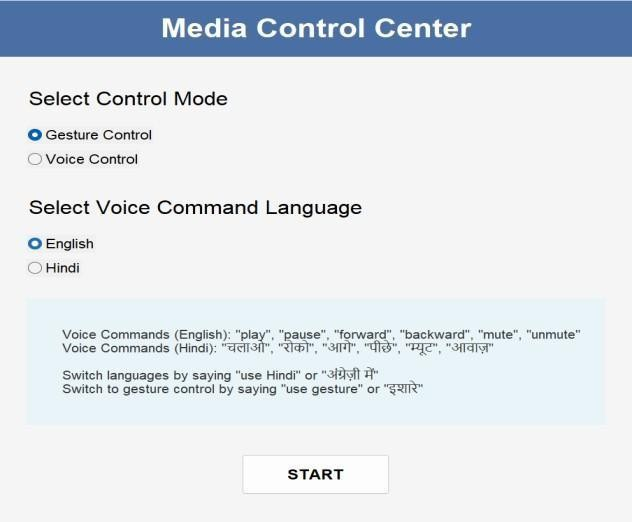 Media Control Center
Select Control Mode
Gesture Control
Voice Control
Select Voice Command Language
English
Hindi
Voice Commands (English): "play", "pause", "forward", "backward", "mute", "unmute"
Voice Commands (Hindi): "चलाओ", "रोको", "आगे", "पीछे", "म्यूट", "आवाज़"
Switch languages by saying "use Hindi" or "अंग्रेज़ी में"
Switch to gesture control by saying "use gesture" or "इशारे"
START